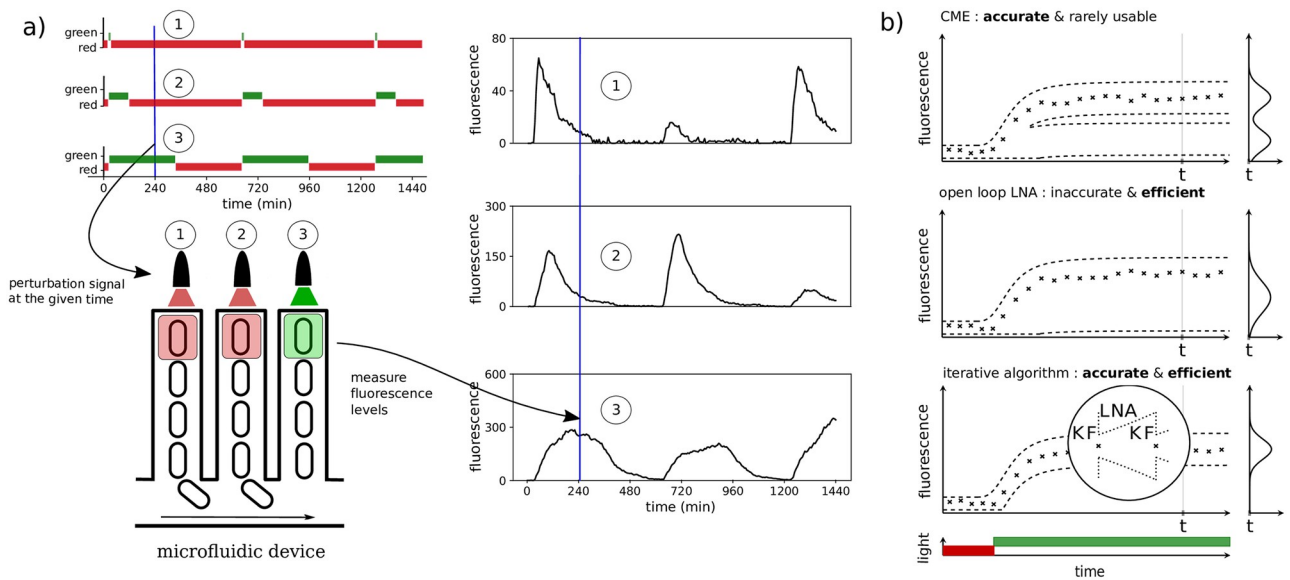 a)
green
red
1
green
red
2
green
red
3
0 240 480 720 960 1200 1440
time (min)
1 2 3
perturbation signal
at the given time
measure
fluorescence
levels
microfluidic device
fluorescence
80
40
0
1
fluorescence
300
150
0
2
fluorescence
600
300
0
3
0 240 480 720 960 1200 1440
time (min)
b)
CME : accurate & rarely usable
fluorescence
t
t
open loop LNA : inaccurate & efficient
fluorescence
t
t
iterative algorithm : accurate & efficient
fluorescence
LNA
KF KF
t
t
light
time